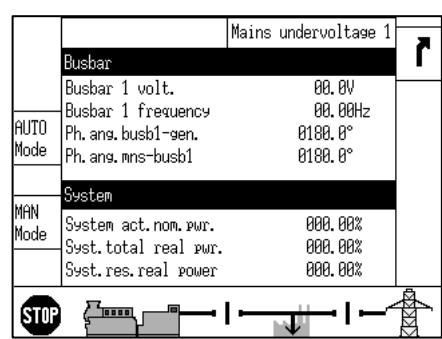 Mains undervoltage 1
Busbar
Busbar 1 volt. 00.0V
Busbar 1 frequency 00.00Hz
Ph.ang.busb1-gen. 0180.0°
Ph.ang.mns-busb1 0180.0°
AUTO
Mode
System
System act.nom.pwr. 000.00%
Syst.total real pwr. 000.00%
Syst.res.real power 000.00%
MAN
Mode
STOP